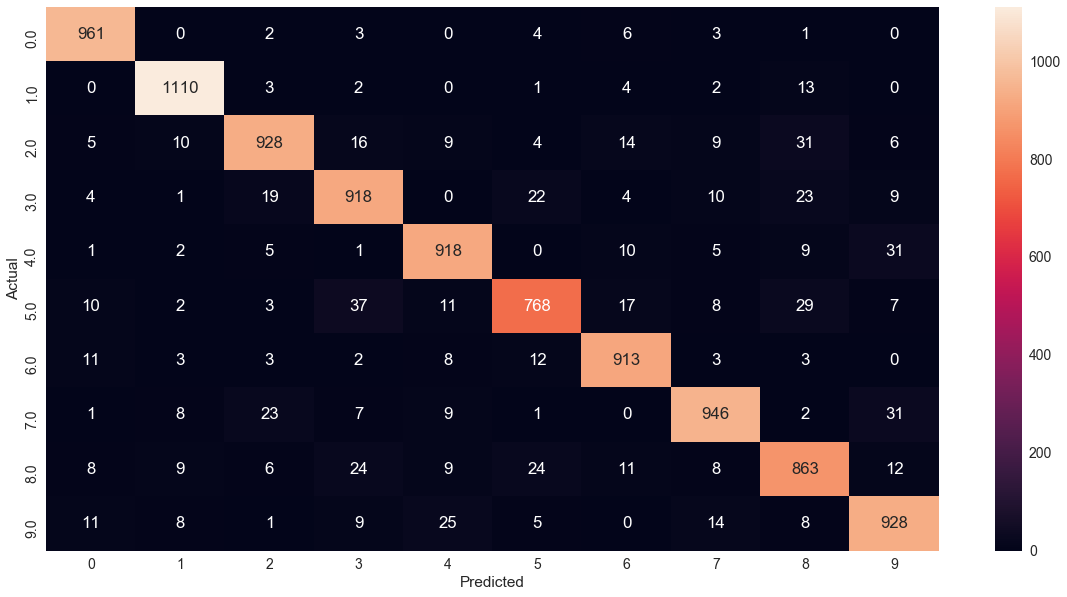 0.0 961 0 2 3 0 4 6 3 1 0
1.0 0 1110 3 2 0 1 4 2 13 0
2.0 5 10 928 16 9 4 14 9 31 6
3.0 4 1 19 918 0 22 4 10 23 9
4.0 1 2 5 1 918 0 10 5 9 31
5.0 10 2 3 37 11 768 17 8 29 7
6.0 11 3 3 2 8 12 913 3 3 0
7.0 1 8 23 7 9 1 0 946 2 31
8.0 8 9 6 24 9 24 11 8 863 12
9.0 11 8 1 9 25 5 0 14 8 928
0 1 2 3 4 5 6 7 8 9
Predicted
Actual
1000
800
600
400
200
0